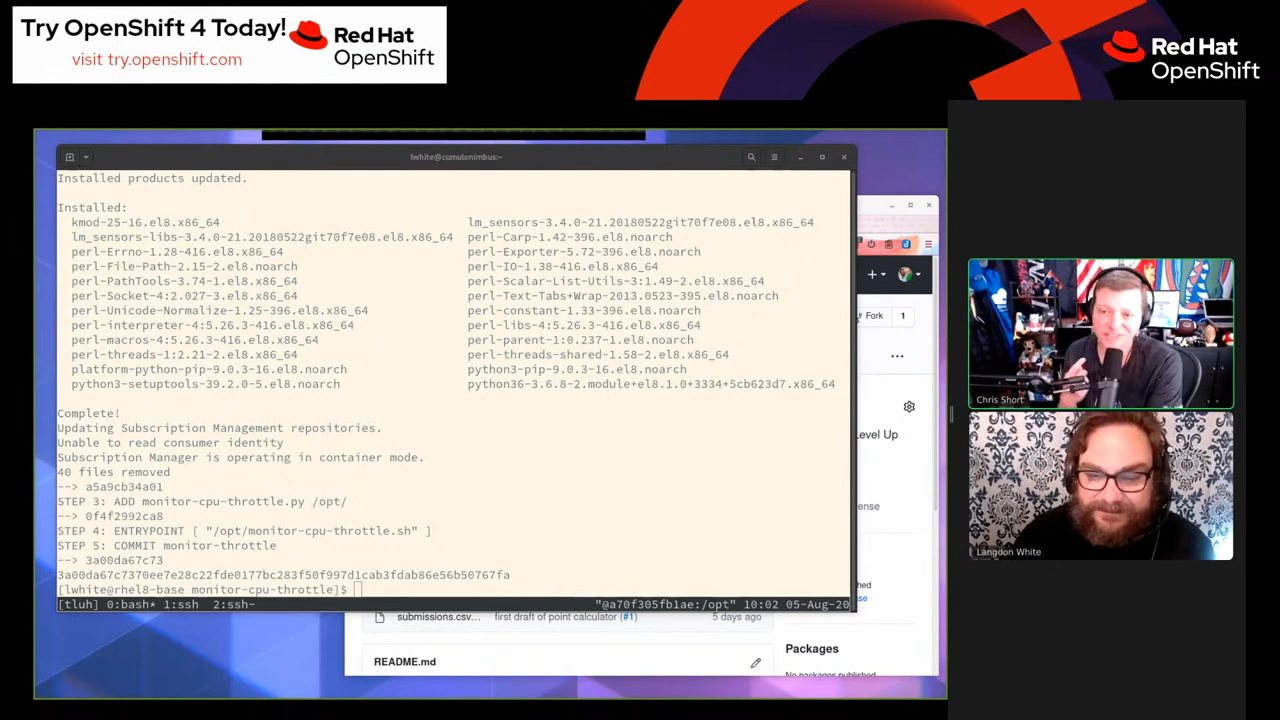 Try OpenShift 4 Today!
visit try.openshift.com
Red Hat
OpenShift
Red Hat
OpenShift
lwhite@cumulonimbus:~
Installed products updated.
Installed:
kmod-25-16.el8.x86_64 lm_sensors-3.4.0-21.20180522git70f7e08.el8.x86_64
lm_sensors-libs-3.4.0-21.20180522git70f7e08.el8.x86_64 perl-Carp-1.42-396.el8.noarch
perl-Errno-1.28-416.el8.x86_64 perl-Exporter-5.72-396.el8.noarch
perl-File-Path-2.15-2.el8.noarch perl-IO-1.38-416.el8.x86_64
perl-PathTools-3.74-1.el8.x86_64 perl-Scalar-List-Utils-3:1.49-2.el8.x86_64
perl-Socket-4:2.027-3.el8.x86_64 perl-Text-Tabs+Wrap-2013.0523-395.el8.noarch
perl-Unicode-Normalize-1.25-396.el8.x86_64 perl-constant-1.33-396.el8.noarch
perl-interpreter-4:5.26.3-416.el8.x86_64 perl-libs-4:5.26.3-416.el8.x86_64
perl-macros-4:5.26.3-416.el8.x86_64 perl-parent-1:0.237-1.el8.noarch
perl-threads-1:2.21-2.el8.x86_64 perl-threads-shared-1.58-2.el8.x86_64
platform-python-pip-9.0.3-16.el8.noarch python3-pip-9.0.3-16.el8.noarch
python3-setuptools-39.2.0-5.el8.noarch python36-3.6.8-2.module+el8.1.0+3334+5cb623d7.x86_64
Complete!
Updating Subscription Management repositories.
Unable to read consumer identity
Subscription Manager is operating in container mode.
40 files removed
--> a5a9cb34a01
STEP 3: ADD monitor-cpu-throttle.py /opt/
--> 0f4f2992ca8
STEP 4: ENTRYPOINT [ "/opt/monitor-cpu-throttle.sh" ]
STEP 5: COMMIT monitor-throttle
--> 3a00da67c73
3a00da67c7370ee7e28c22fde0177bc283f50f997d1cab3fdab86e56b50767fa
[lwhite@rhel8-base monitor-cpu-throttle]$
[tluh] 0:bash* 1:ssh 2:ssh- "@a70f305fb1ae:/opt" 10:02 05-Aug-20
Fork 1
Level Up
ense
ed
se
submissions.csv... first draft of point calculator (#1) 5 days ago
README.md
Packages
No packages published
Chris Short
Langdon White